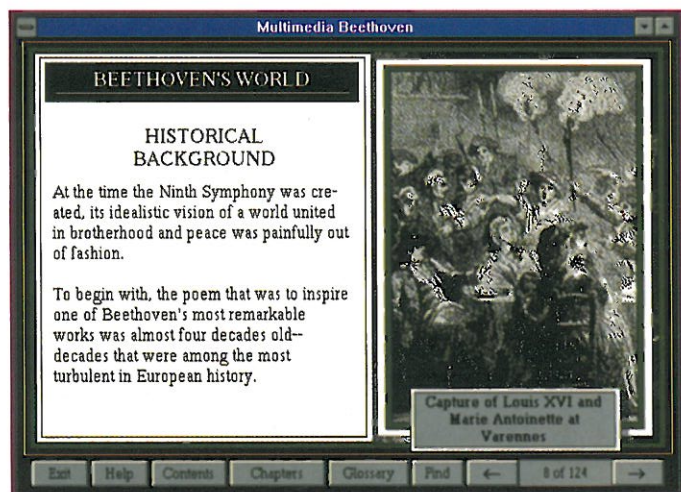 Multimedia Beethoven
BEETHOVEN'S WORLD
HISTORICAL
BACKGROUND
At the time the Ninth Symphony was cre-
ated, its idealistic vision of a world united
in brotherhood and peace was painfully out
of fashion.
To begin with, the poem that was to inspire
one of Beethoven's most remarkable
works was almost four decades old--
decades that were among the most
turbulent in European history.
Capture of Louis XVI and
Marie Antoinette at
Varennes
Exit Help Contents Chapters Glossary Find ← 8 of 124 →